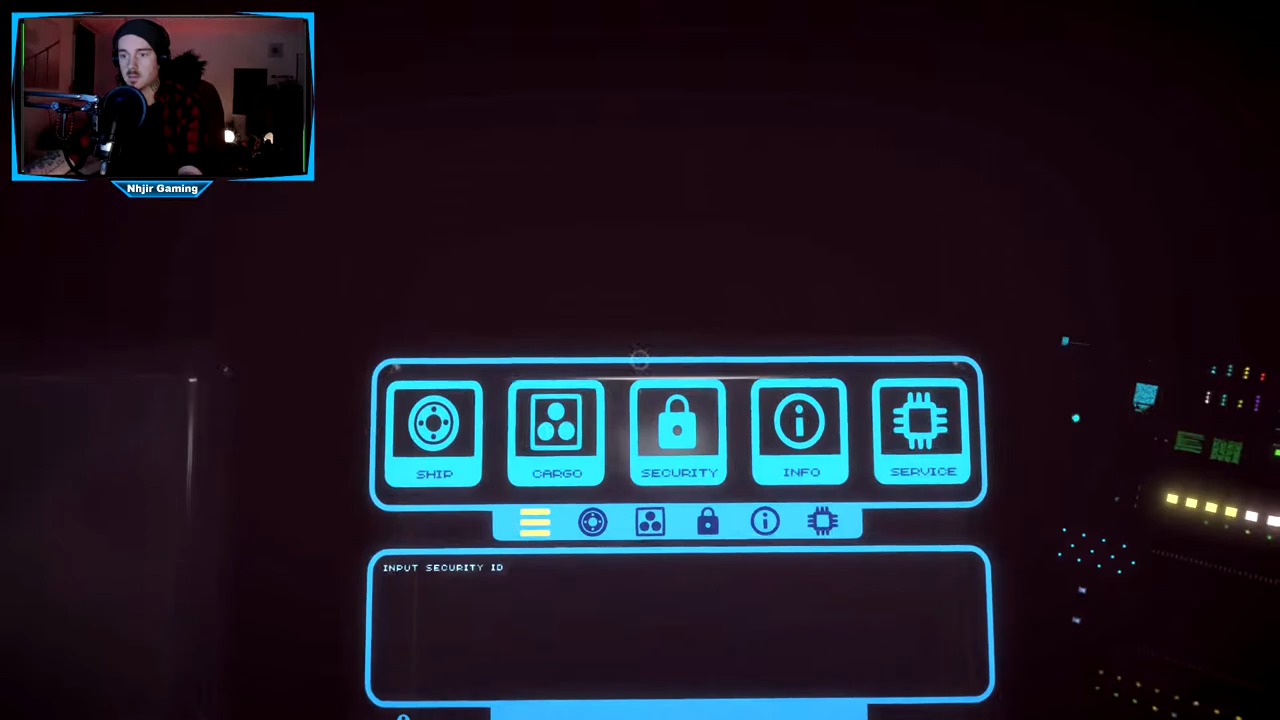 Nhjir Gaming
SHIP
CARGO
SECURITY
INFO
SERVICE
INPUT SECURITY ID